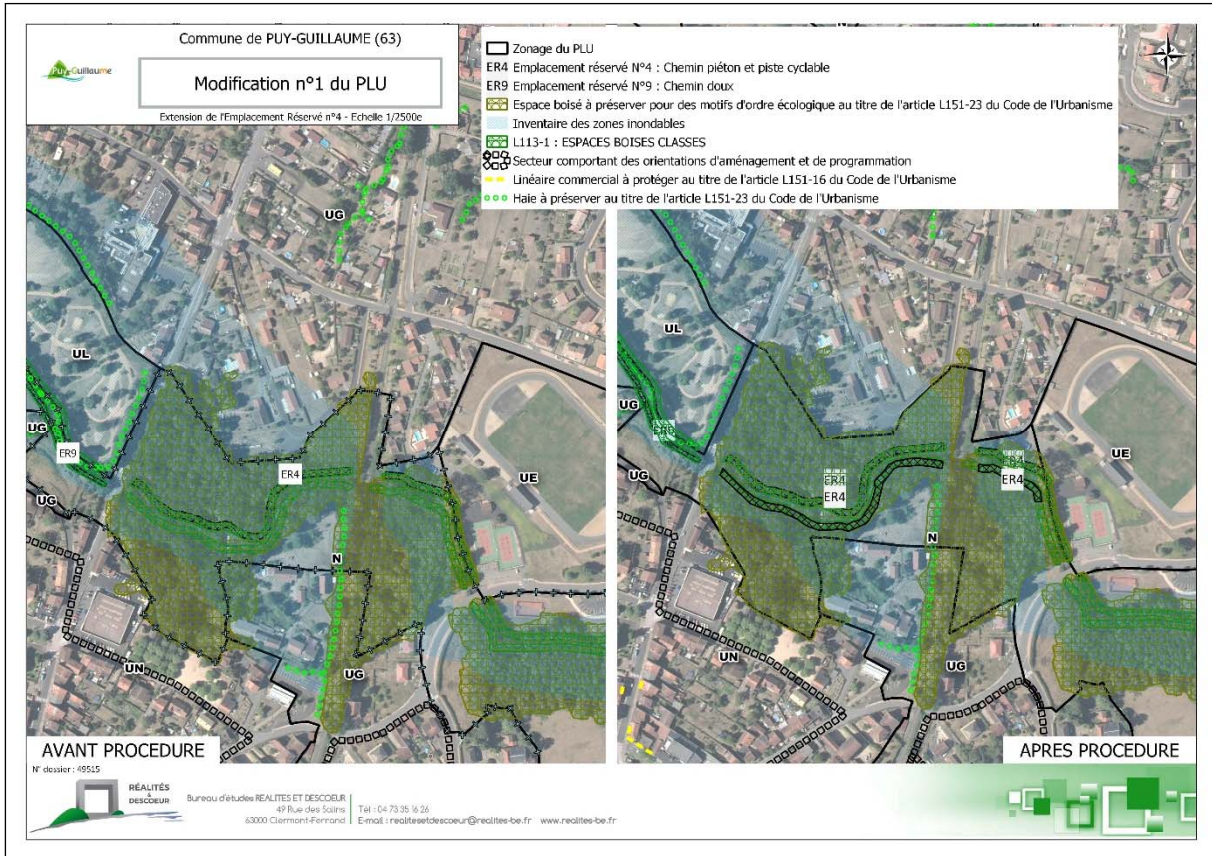 Commune de PUY-GUILLAUME (63)
Puy-Guillaume
Modification n°1 du PLU
Extension de l'Emplacement Réservé n°4 - Echelle 1/2500e
Zonage du PLU
ER4 Emplacement réservé N°4 : Chemin piéton et piste cyclable
ER9 Emplacement réservé N°9 : Chemin doux
Espace boisé à préserver pour des motifs d'ordre écologique au titre de l'article L151-23 du Code de l'Urbanisme
Inventaire des zones inondables
L113-1 : ESPACES BOISES CLASSES
Secteur comportant des orientations d'aménagement et de programmation
Linéaire commercial à protéger au titre de l'article L151-16 du Code de l'Urbanisme
Haie à préserver au titre de l'article L151-23 du Code de l'Urbanisme
UG
UL
UG
ER9
ER4
UG
UE
N
UN
UG
AVANT PROCEDURE
UL
UG
ER4
ER4
ER4
ER4
UE
UG
N
UN
UG
APRES PROCEDURE
N° dossier : 49515
RÉALITÉS
&
DESCOEUR
Bureau d'études REALITES ET DESCOEUR
49 Rue des Salins
63000 Clermont-Ferrand
Tél : 04 73 35 16 26
E-mail : realitesetdescoeur@realites-be.fr www.realites-be.fr